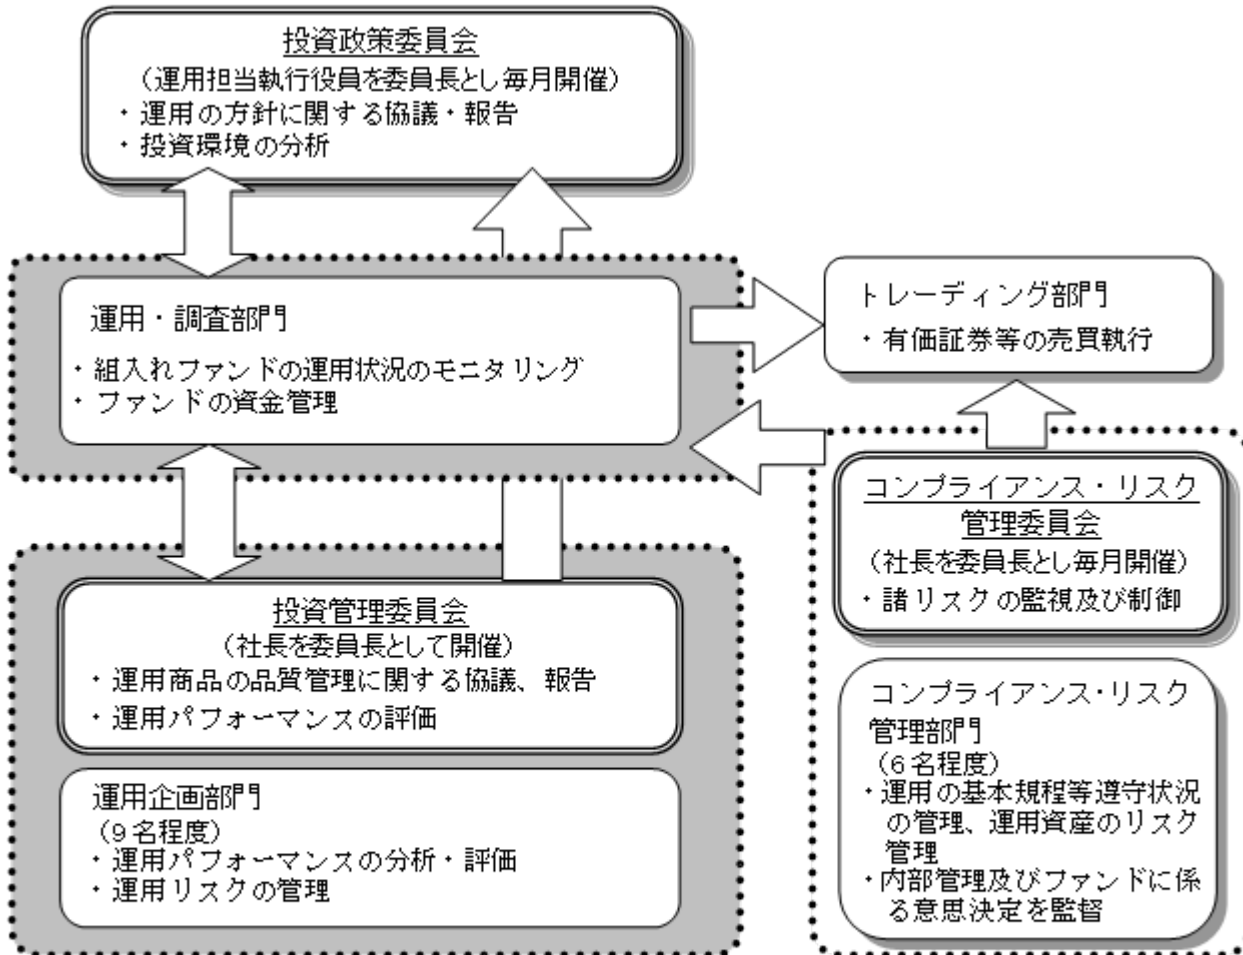 投資政策委員会
（運用担当執行役員を委員長とし毎月開催）
・運用の方針に関する協議・報告
・投資環境の分析
運用・調査部門
・組入れファンドの運用状況のモニタリング
・ファンドの資金管理
トレーディング部門
・有価証券等の売買執行
コンプライアンス・リスク
管理委員会
（社長を委員長とし毎月開催）
・諸リスクの監視及び制御
投資管理委員会
（社長を委員長として開催）
・運用商品の品質管理に関する協議、報告
・運用パフォーマンスの評価
運用企画部門
（9名程度）
・運用パフォーマンスの分析・評価
・運用リスクの管理
コンプライアンス・リスク
管理部門
（6名程度）
・運用の基本規程等遵守状況
の管理、運用資産のリスク
管理
・内部管理及びファンドに係
る意思決定を監督